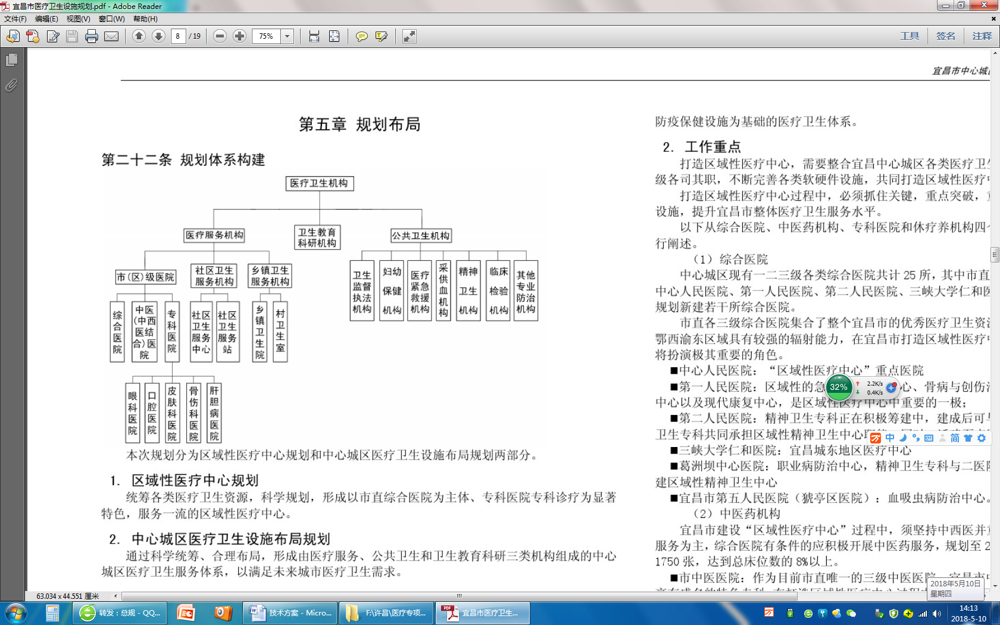 宜昌市医疗卫生设施规划.pdf - Adobe Reader
文件(F) 编辑(E) 视图(V) 窗口(W) 帮助(H)
8 / 19 75% 工具 签名 注释
宜昌市中心城
第五章 规划布局
第二十二条 规划体系构建
医疗卫生机构
医疗服务机构
卫生教育
科研机构
公共卫生机构
市(区)级医院
社区卫生
服务机构
乡镇卫生
服务机构
卫生
监督
执法
机构
妇幼
保健
机构
医疗
紧急
救援
机构
采
供
血
机
构
精神
卫生
机构
临床
检验
机构
其他
专业
防治
机构
综
合
医
院
中医
(中西
医结
合)医
院
专
科
医
院
社区
卫生
服务
中心
社区
卫生
服务
站
乡
镇
卫
生
院
村
卫
生
室
眼
科
医
院
口
腔
医
院
皮
肤
科
医
院
骨
伤
科
医
院
肝
胆
病
医
院
本次规划分为区域性医疗中心规划和中心城区医疗卫生设施布局规划两部分。
1. 区域性医疗中心规划
统筹各类医疗卫生资源，科学规划，形成以市直综合医院为主体、专科医院专科诊疗为显著
特色，服务一流的区域性医疗中心。
2. 中心城区医疗卫生设施布局规划
通过科学统筹、合理布局，形成由医疗服务、公共卫生和卫生教育科研三类机构组成的中心
城区医疗卫生服务体系，以满足未来城市医疗卫生需求。
防疫保健设施为基础的医疗卫生体系。
2. 工作重点
打造区域性医疗中心，需要整合宜昌中心城区各类医疗卫生
级各司其职，不断完善各类软硬件设施，共同打造区域性医疗
打造区域性医疗中心过程中，必须抓住关键，重点突破，
设施，提升宜昌市整体医疗卫生服务水平。
以下从综合医院、中医药机构、专科医院和休疗养机构四
行阐述。
（1）综合医院
中心城区现有一二三级各类综合医院共计 25 所，其中市直
中心人民医院、第一人民医院、第二人民医院、三峡大学仁和医
规划新建若干所综合医院。
市直各三级综合医院集合了整个宜昌市的优秀医疗卫生资
鄂西渝东区域具有较强的辐射能力，在宜昌市打造区域性医疗
将扮演极其重要的角色。
■中心人民医院：“区域性医疗中心”重点医院
■第一人民医院：区域性的急 心、骨病与创伤
中心以及现代康复中心，是区域性医疗中心中重要的一极；
■第二人民医院：精神卫生专科正在积极筹建中，建成后可
卫生专科共同承担区域性精神卫生中心
■三峡大学仁和医院：宜昌城东地区医疗中心
■葛洲坝中心医院：职业病防治中心，精神卫生专科与二医
建区域性精神卫生中心
■宜昌市第五人民医院（猇亭区医院）：血吸虫病防治中心。
（2）中医药机构
宜昌市建设“区域性医疗中心”过程中，须坚持中西医并
服务为主，综合医院有条件的应积极开展中医药服务，规划至 2
1750 张，达到总床位数的 8%以上。
■市中医医院：作为目前市直唯一的三级中医医院，宜昌市
32% 2.2K/s
0.4K/s
中 简
2018年5月10日
星期四
63.034 x 44.551 厘米
转发：总规 - QQ...
技术方案 - Micro...
F:\许昌\医疗专项...
宜昌市医疗卫生...
14:13
2018-5-10